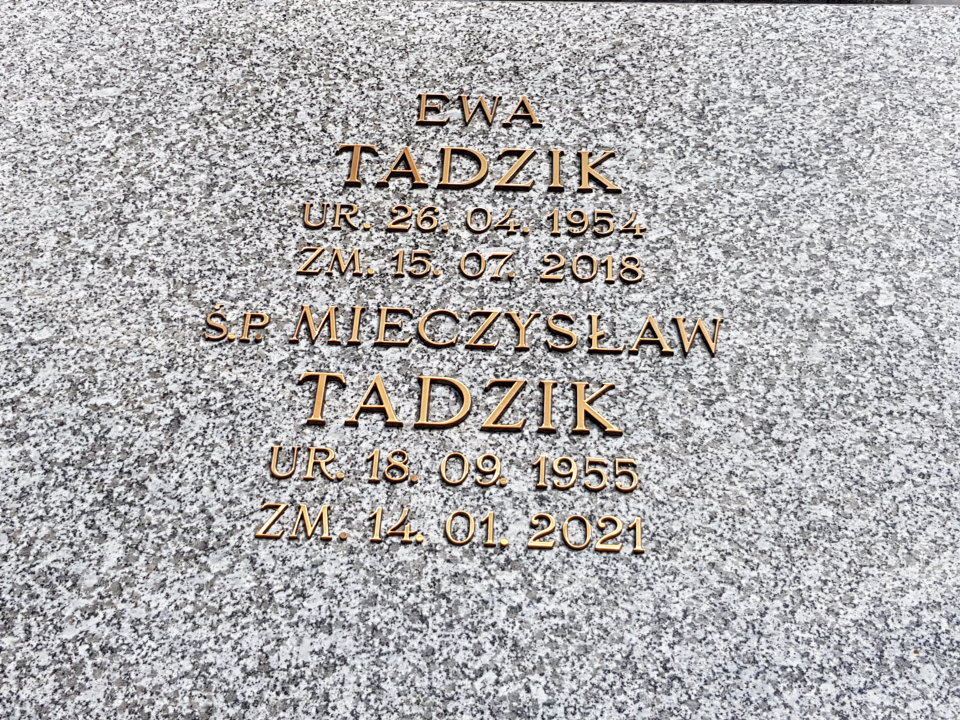 EWA
TADZIK
UR. 26. 04. 1954
ZM. 15. 07. 2018
Ś.P. MIECZYSŁAW
TADZIK
UR. 18. 09. 1955
ZM. 14. 01. 2021